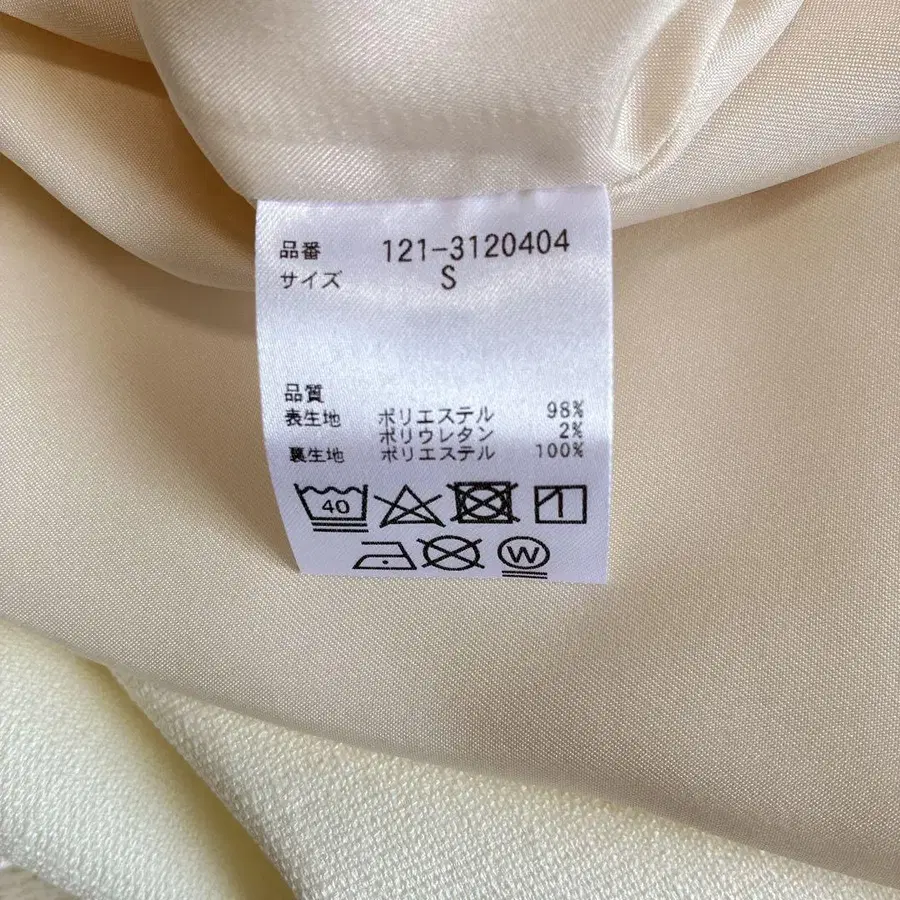 品番 121-3120404
サイズ S
品質
表生地 ポリエステル 98%
ポリウレタン 2%
裏生地 ポリエステル 100%
40
W